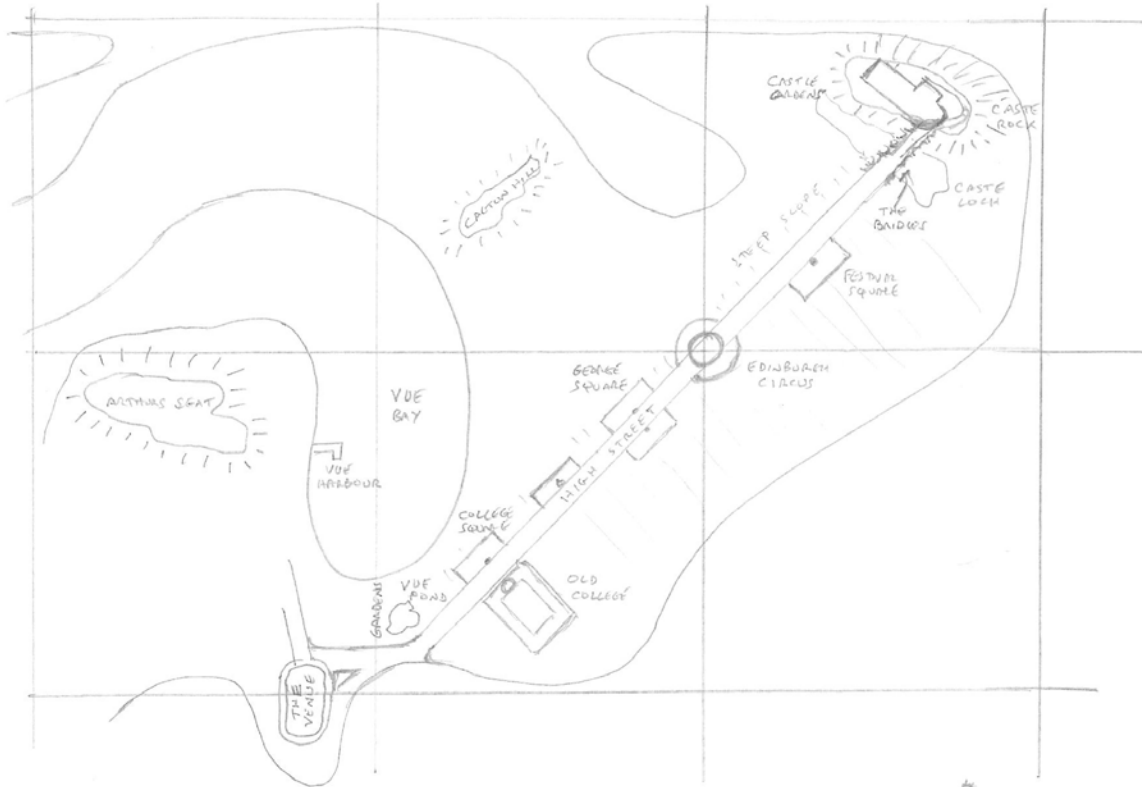 CASTLE
GARDENS
CASTE
ROCK
CALTON HILL
CASTE
LOCH
THE
BRIDGES
STEEP SLOPE
FESTIVAL
SQUARE
GEORGE
SQUARE
EDINBURGH
CIRCUS
ARTHURS SEAT
VUE
BAY
HIGH STREET
VUE
HARBOUR
COLLEGE
SQUARE
OLD
COLLEGE
GARDENS
VUE
POND
THE
VENUE